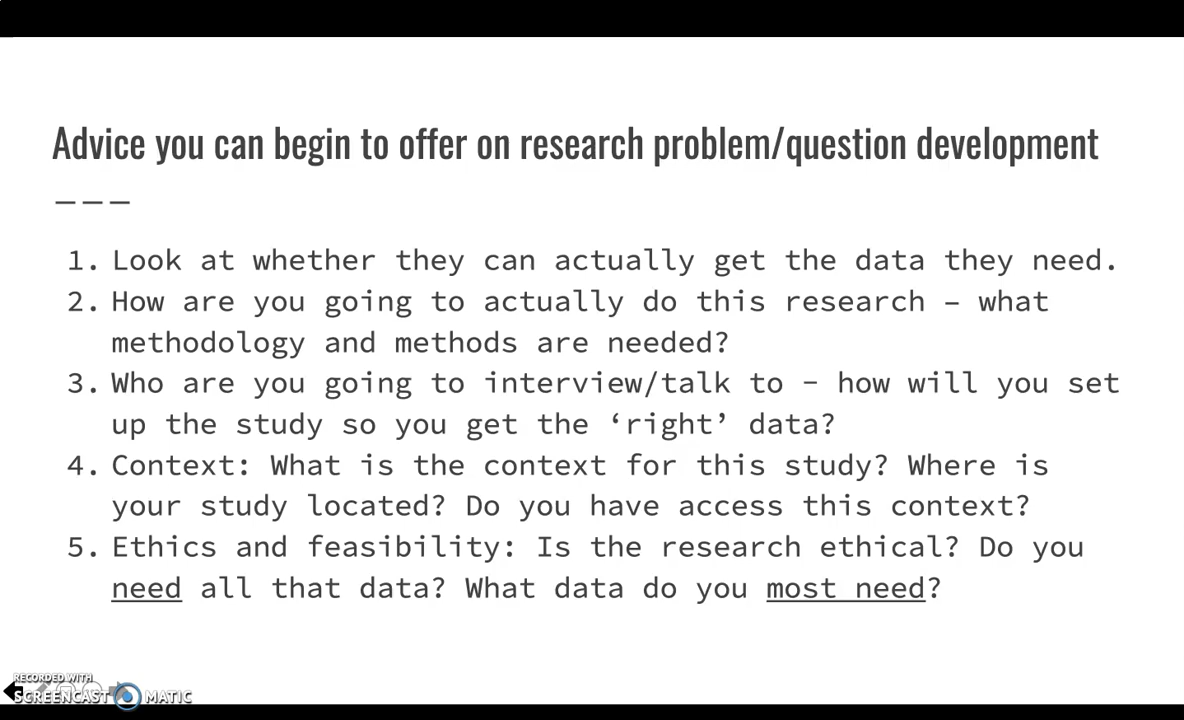 Advice you can begin to offer on research problem/question development
———
1. Look at whether they can actually get the data they need.
2. How are you going to actually do this research – what
methodology and methods are needed?
3. Who are you going to interview/talk to – how will you set
up the study so you get the ‘right’ data?
4. Context: What is the context for this study? Where is
your study located? Do you have access this context?
5. Ethics and feasibility: Is the research ethical? Do you
need all that data? What data do you most need?
RECORDED WITH
SCREENCAST MATIC